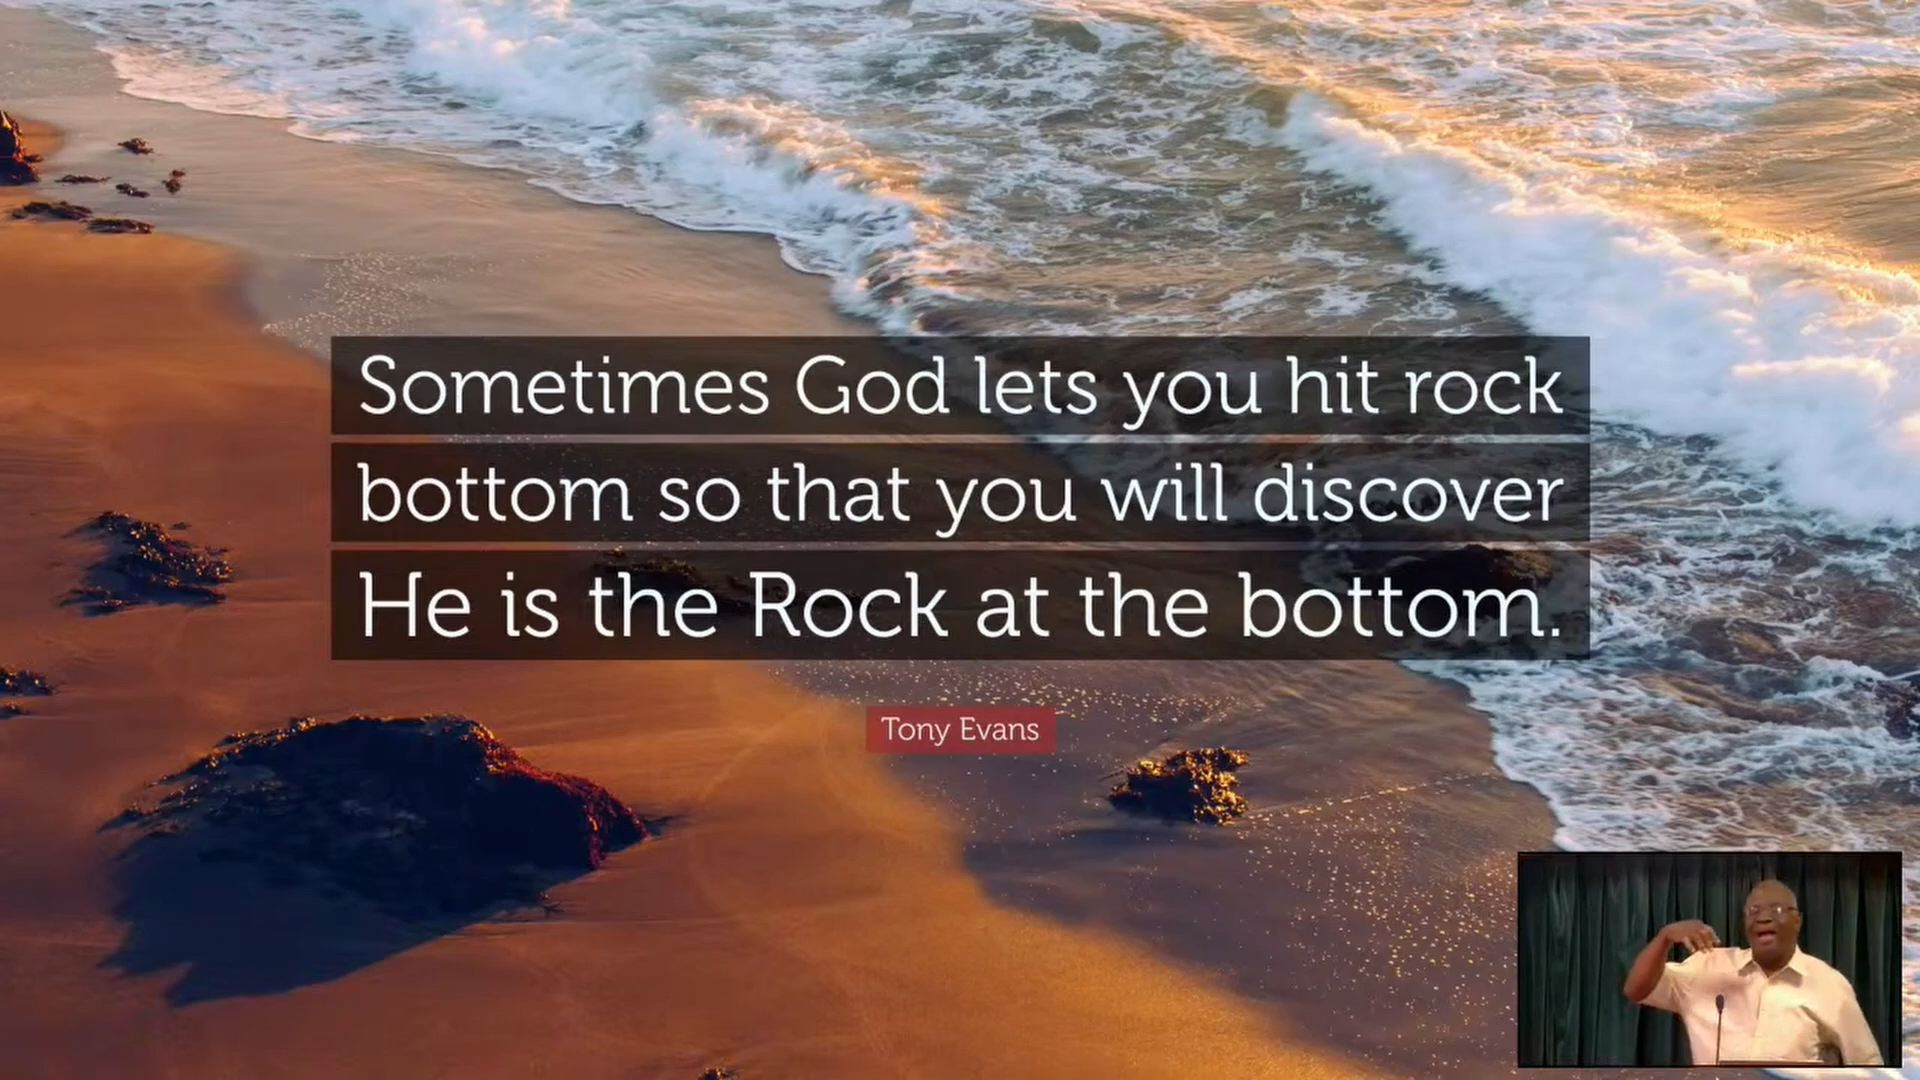 Sometimes God lets you hit rock
bottom so that you will discover
He is the Rock at the bottom.
Tony Evans